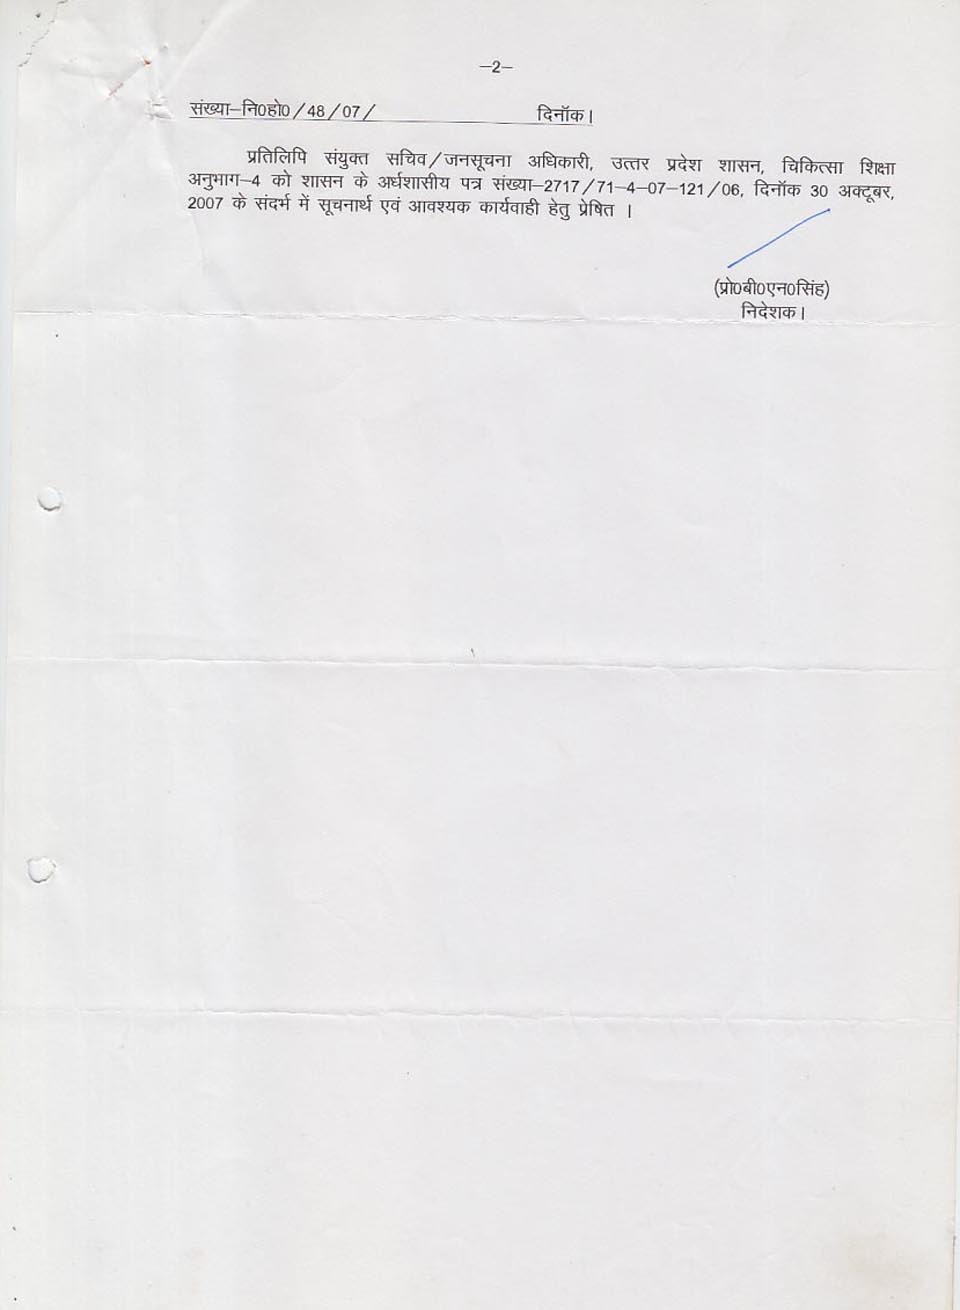 –2–
संख्या–नि0हो0/48/07/ दिनॉक।
प्रतिलिपि संयुक्त सचिव/जनसूचना अधिकारी, उत्तर प्रदेश शासन, चिकित्सा शिक्षा
अनुभाग–4 को शासन के अर्धशासीय पत्र संख्या–2717/71–4–07–121/06, दिनॉक 30 अक्टूबर,
2007 के संदर्भ में सूचनार्थ एवं आवश्यक कार्यवाही हेतु प्रेषित ।
(प्रो0बी0एन0सिंह)
निदेशक।